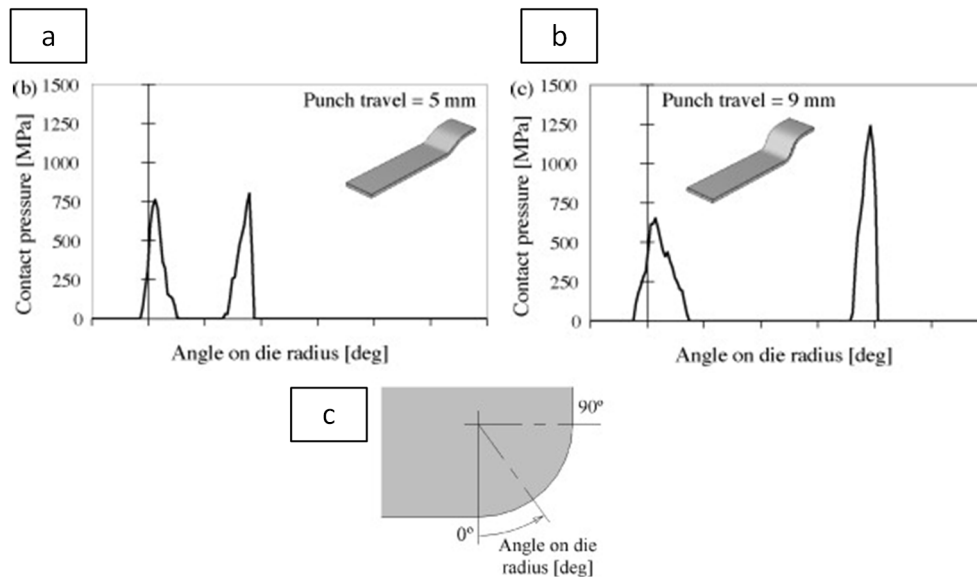 a
b
(b)
1500
1250
1000
750
500
250
0
Contact pressure [MPa]
Punch travel = 5 mm
Angle on die radius [deg]
(c)
1500
1250
1000
750
500
250
0
Contact pressure [MPa]
Punch travel = 9 mm
Angle on die radius [deg]
c
90º
0º
Angle on die
radius [deg]